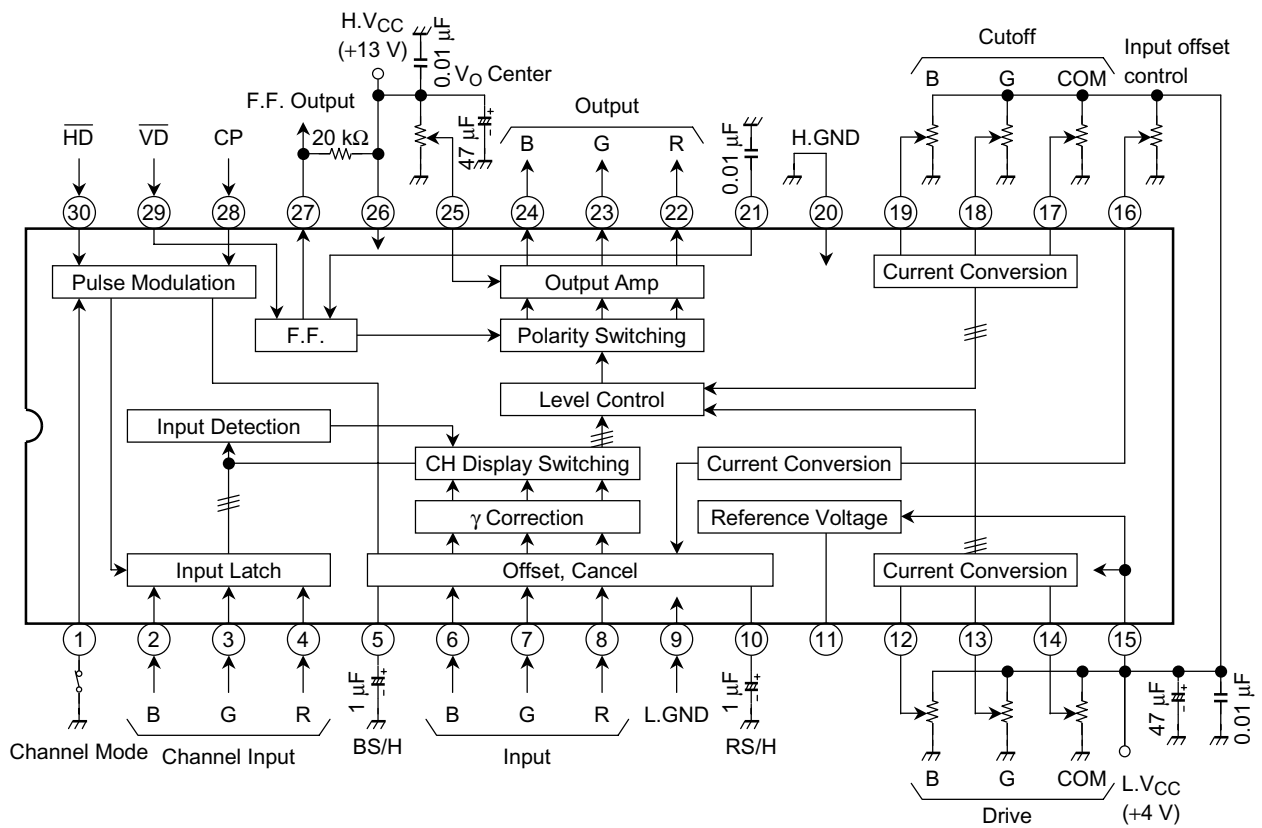 H.VCC
(+13 V)
0.01 μF
VO Center
F.F. Output
20 kΩ
47 μF
- +
Output
B G R
0.01 μF
H.GND
Cutoff
B G COM
Input offset
control
HD VD CP
30 29 28 27 26 25 24 23 22 21 20 19 18 17 16
Pulse Modulation
Output Amp
Current Conversion
F.F.
Polarity Switching
Level Control
Input Detection
CH Display Switching
Current Conversion
γ Correction
Reference Voltage
Input Latch
Offset, Cancel
Current Conversion
1 2 3 4 5 6 7 8 9 10 11 12 13 14 15
Channel Mode
B G R
Channel Input
1 μF
- +
BS/H
B G R
Input
L.GND
1 μF
- +
RS/H
B G COM
Drive
L.VCC
(+4 V)
47 μF
- +
0.01 μF